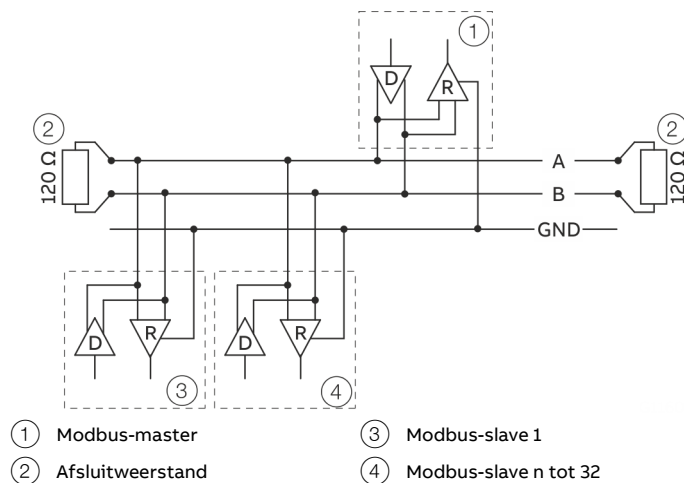 1
D
R
2
2
120 Ω
A
120 Ω
B
GND
D
R
D
R
3
4
1 Modbus-master
3 Modbus-slave 1
2 Afsluitweerstand
4 Modbus-slave n tot 32